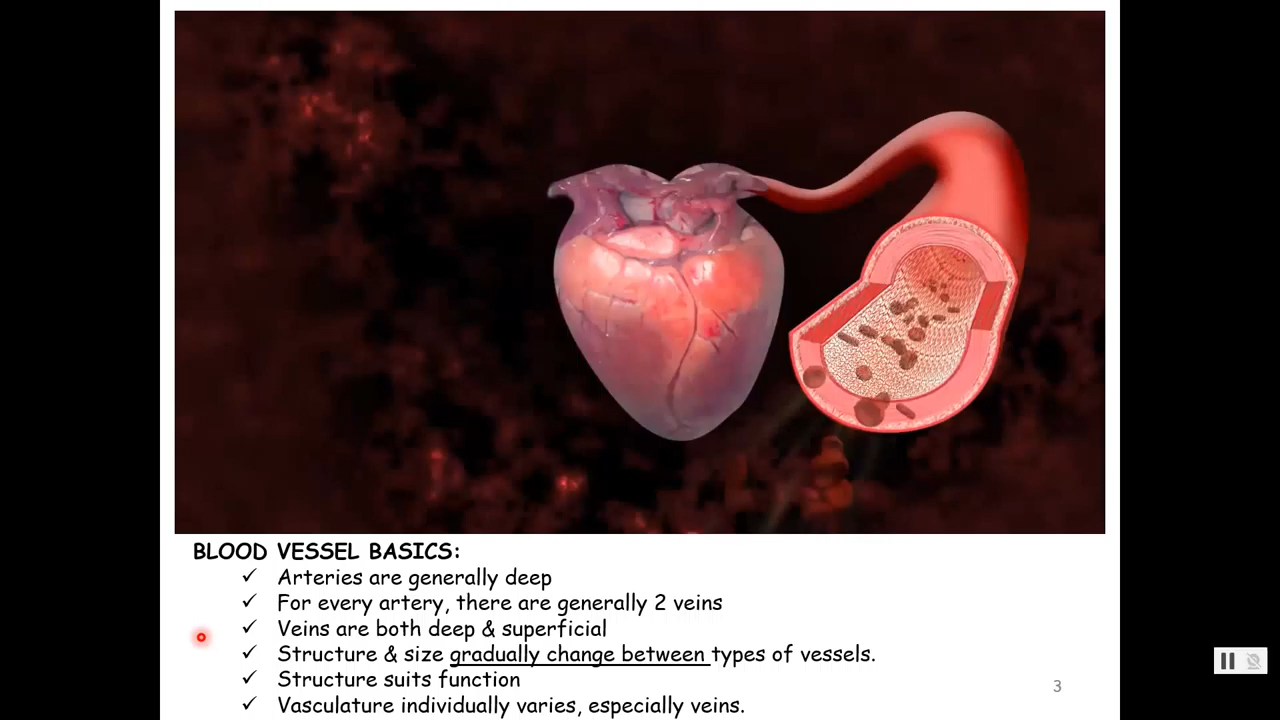 BLOOD VESSEL BASICS:
✓ Arteries are generally deep
✓ For every artery, there are generally 2 veins
✓ Veins are both deep & superficial
✓ Structure & size gradually change between types of vessels.
✓ Structure suits function
3
✓ Vasculature individually varies, especially veins.